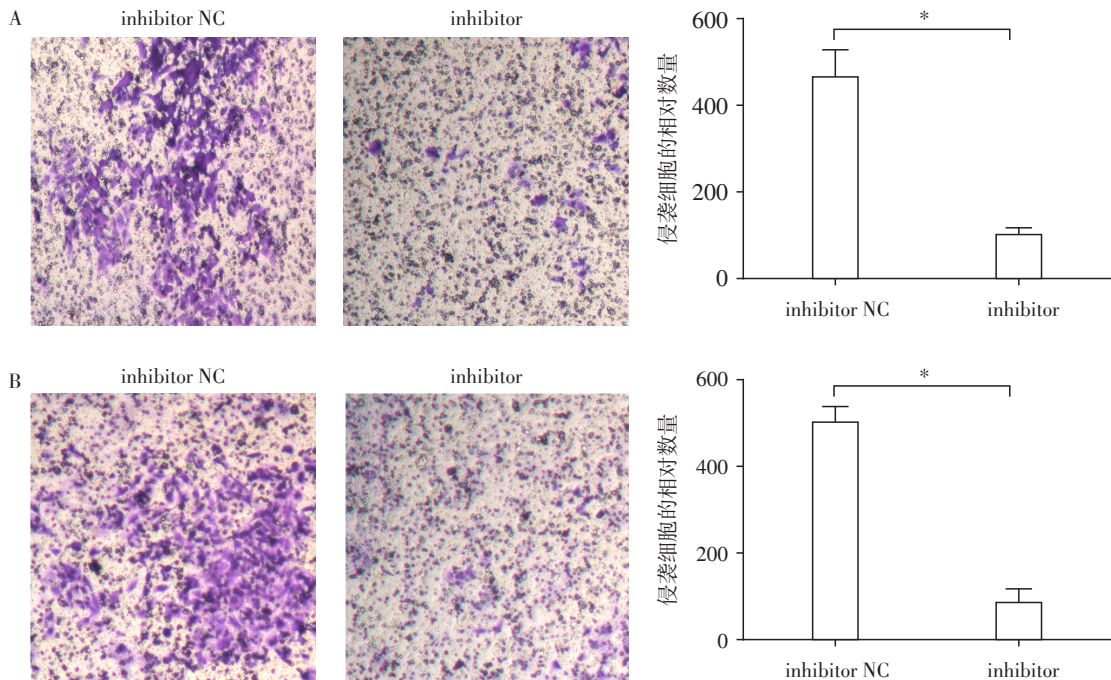 A
inhibitor NC
inhibitor
侵袭细胞的相对数量
600
400
200
0
*
inhibitor NC
inhibitor
B
inhibitor NC
inhibitor
侵袭细胞的相对数量
600
400
200
0
*
inhibitor NC
inhibitor